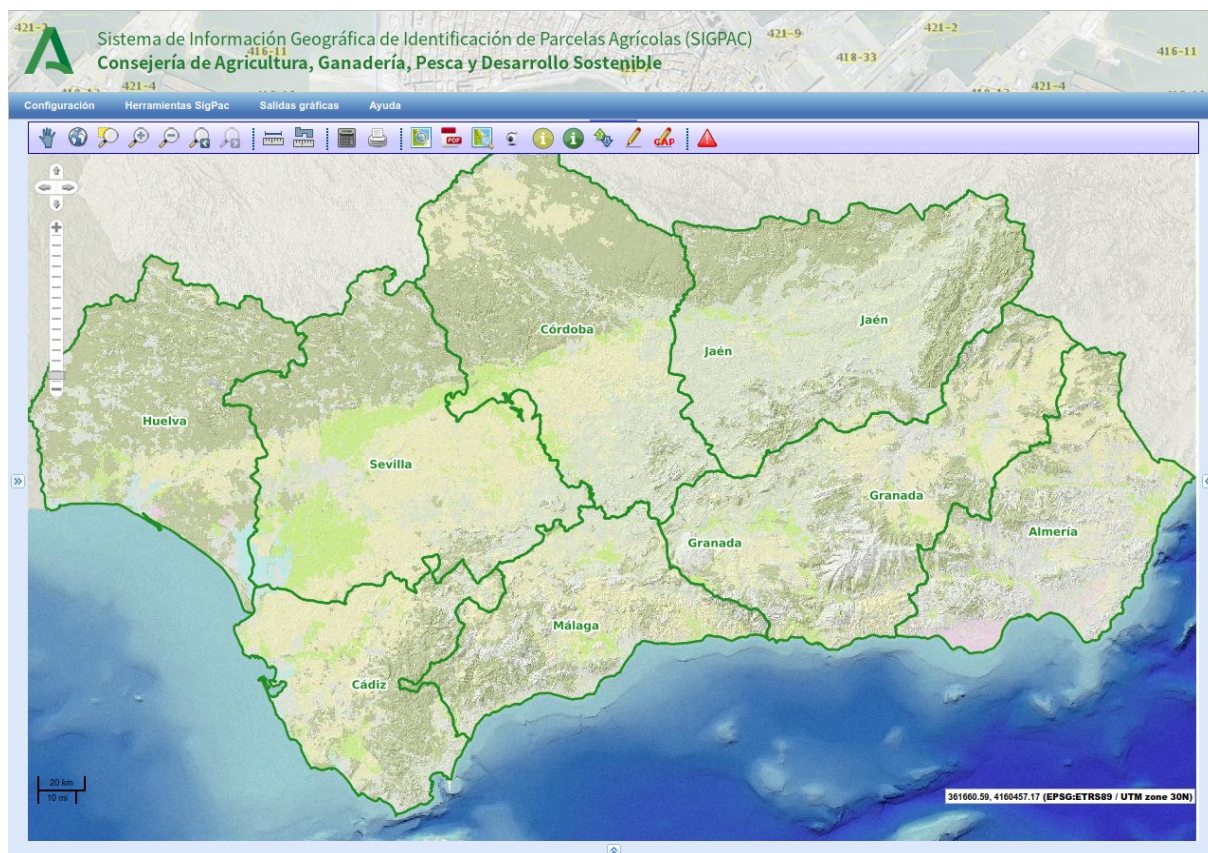 421-2
421-9
421-2
Sistema de Información Geográfica de Identificación de Parcelas Agrícolas (SIGPAC)
416-11
418-33
416-11
Consejería de Agricultura, Ganadería, Pesca y Desarrollo Sostenible
421-4
421-4
Configuración Herramientas SigPac Salidas gráficas Ayuda
PDF
GAP
Córdoba
Jaén
Jaén
Huelva
Sevilla
Granada
Almería
Granada
Málaga
Cádiz
20 km
10 mi
361660.59, 4160457.17 (EPSG:ETRS89 / UTM zone 30N)